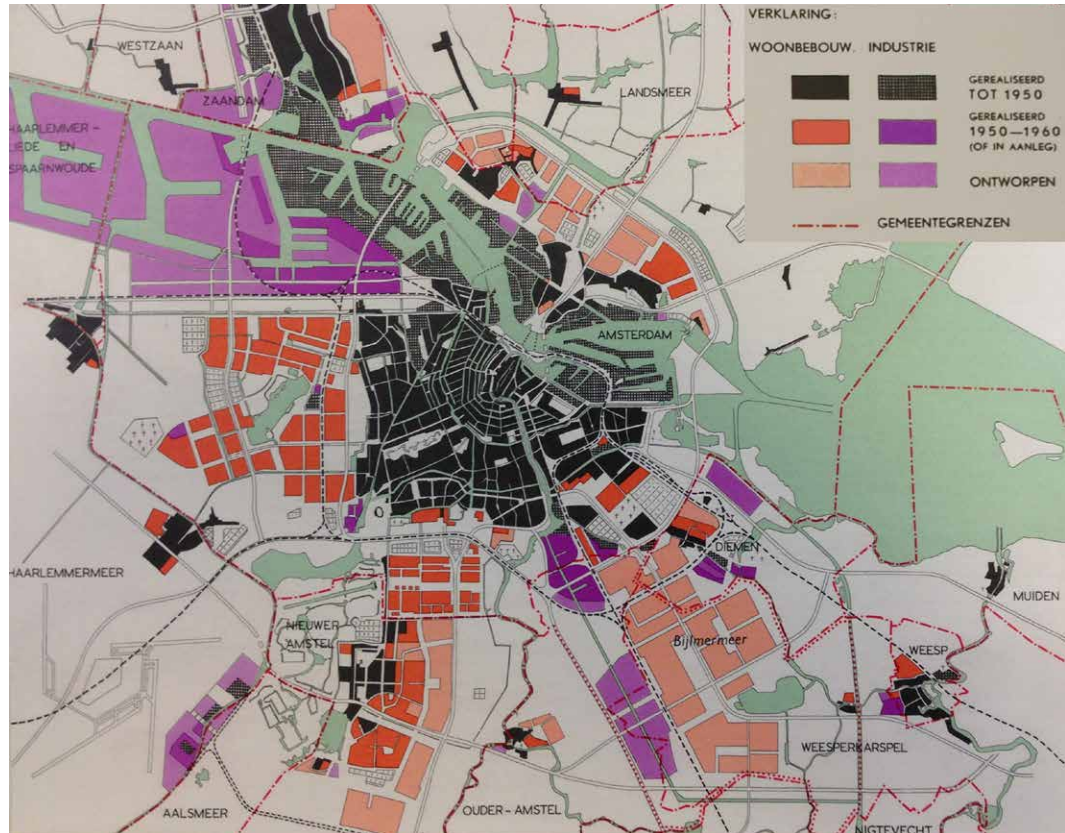 VERKLARING:
WOONBEBOUW. INDUSTRIE
GEREALISEERD
TOT 1950
GEREALISEERD
1950—1960
(OF IN AANLEG)
ONTWORPEN
GEMEENTEGRENZEN
WESTZAAN
ZAANDAM
LANDSMEER
HAARLEMMER-
LIEDE EN
SPAARNWOUDE
AMSTERDAM
HAARLEMMERMEER
DIEMEN
MUIDEN
NIEUWER
AMSTEL
Bijlmermeer
WEESP
WEESPERKARSPEL
AALSMEER
OUDER-AMSTEL
NIGTEVECHT